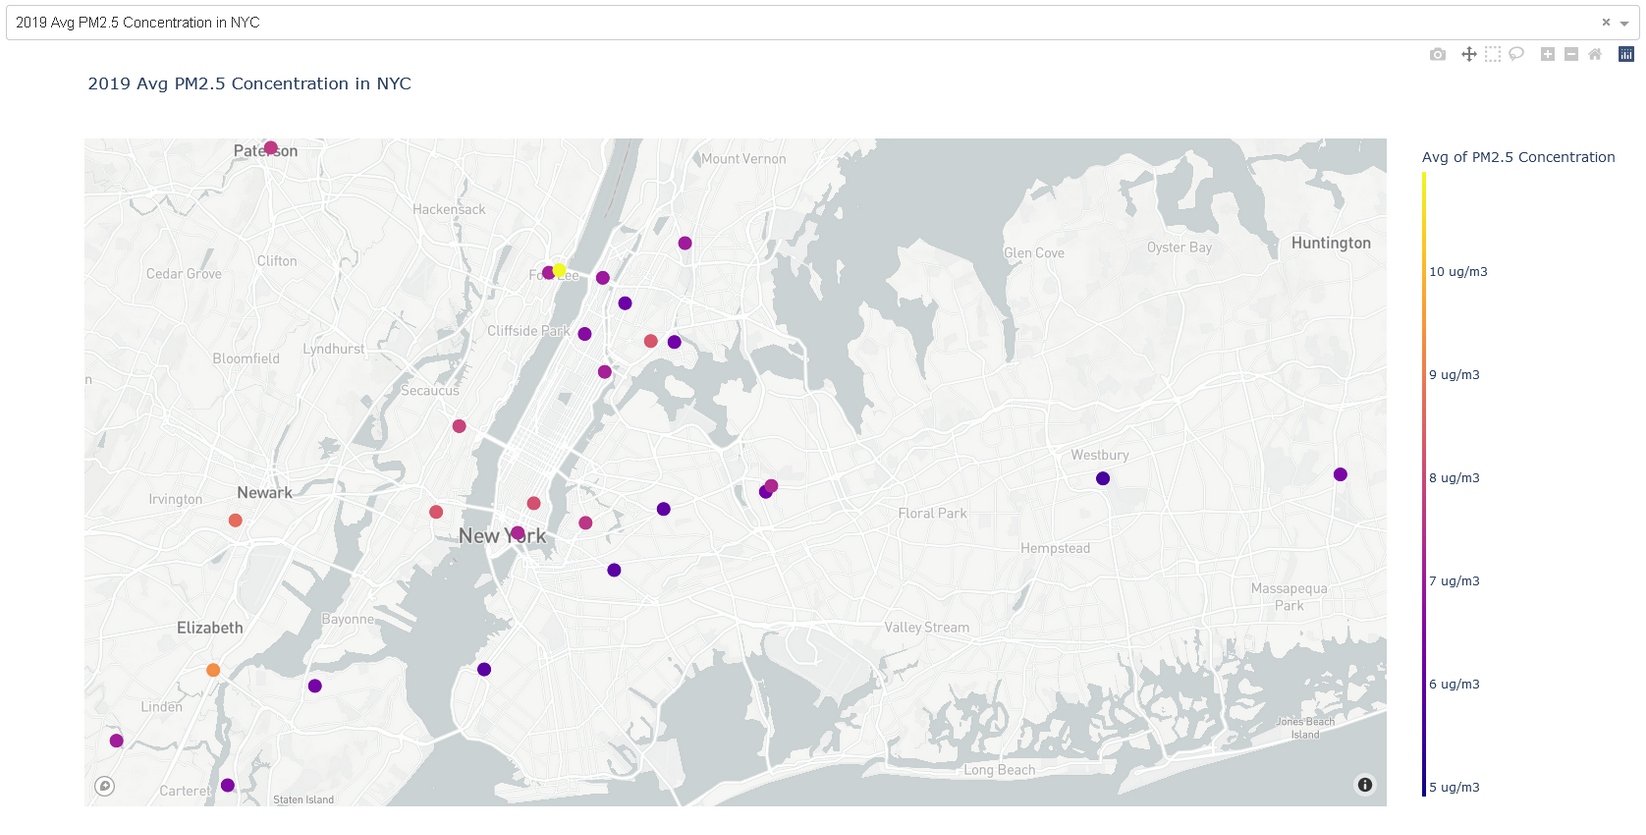 2019 Avg PM2.5 Concentration in NYC
2019 Avg PM2.5 Concentration in NYC
Avg of PM2.5 Concentration
Paterson
Mount Vernon
Hackensack
Huntington
Oyster Bay
Glen Cove
Clifton
Cedar Grove
Fort Lee
10 ug/m3
Cliffside Park
Lyndhurst
Bloomfield
9 ug/m3
n
Secaucus
Westbury
8 ug/m3
Newark
Irvington
Floral Park
New York
Hempstead
7 ug/m3
Massapequa
Park
Bayonne
Elizabeth
Valley Stream
6 ug/m3
Linden
Jones Beach
Island
Long Beach
Carteret
Staten Island
5 ug/m3